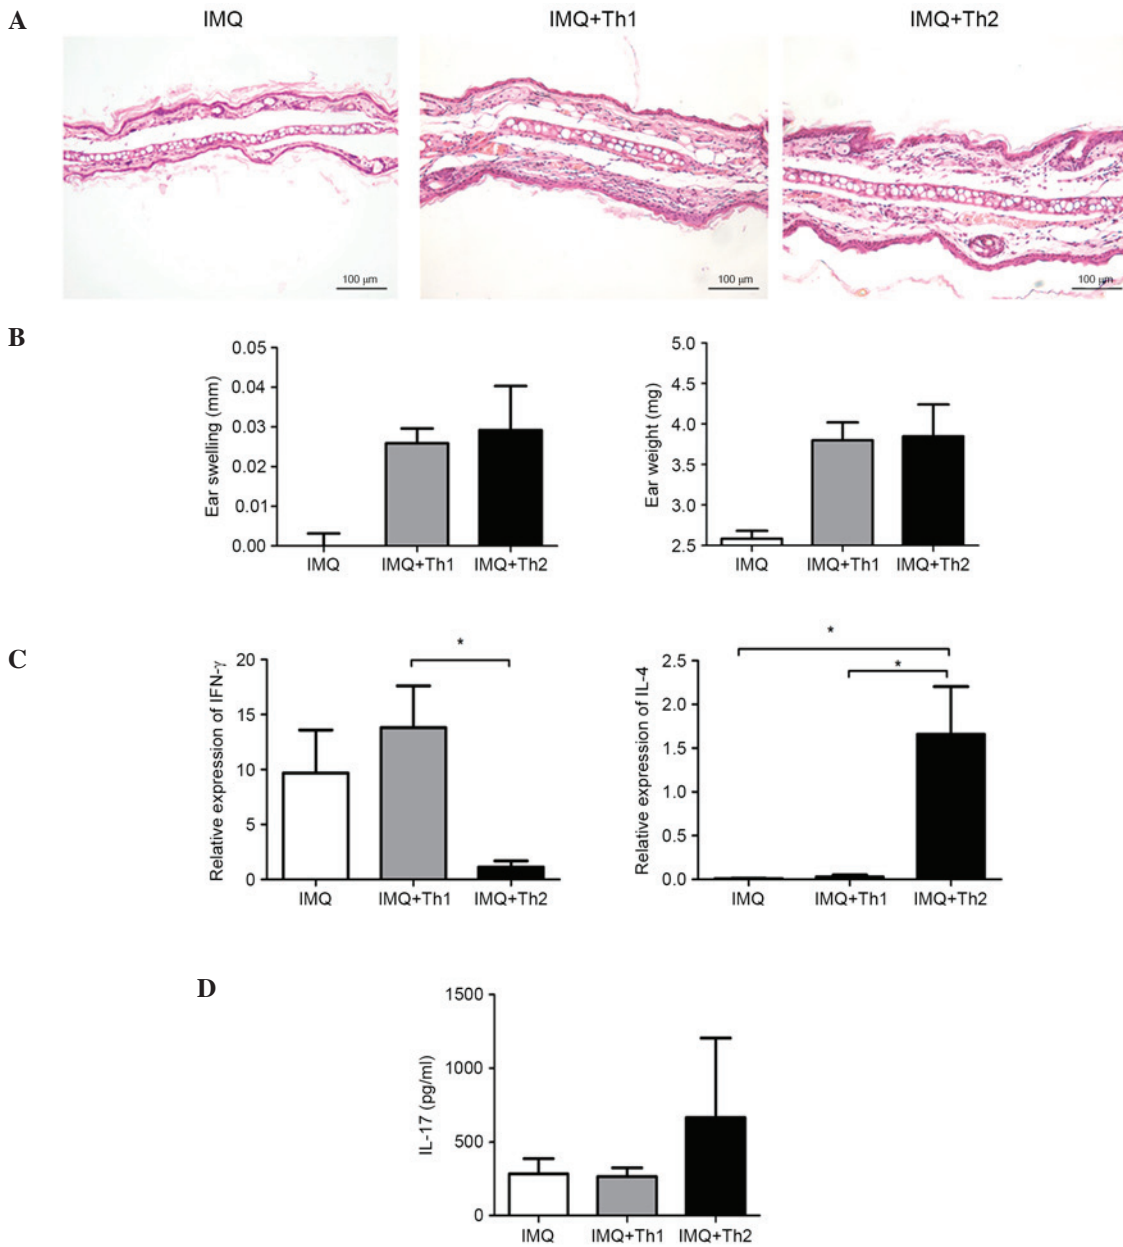 A
IMQ
IMQ+Th1
IMQ+Th2
100 µm
100 µm
100 µm
B
Ear swelling (mm)
0.05
0.04
0.03
0.02
0.01
0.00
IMQ
IMQ+Th1
IMQ+Th2
Ear weight (mg)
5.0
4.5
4.0
3.5
3.0
2.5
IMQ
IMQ+Th1
IMQ+Th2
C
Relative expression of IFN-γ
20
15
10
5
0
*
IMQ
IMQ+Th1
IMQ+Th2
Relative expression of IL-4
2.5
2.0
1.5
1.0
0.5
0.0
*
*
IMQ
IMQ+Th1
IMQ+Th2
D
IL-17 (pg/ml)
1500
1000
500
0
IMQ
IMQ+Th1
IMQ+Th2